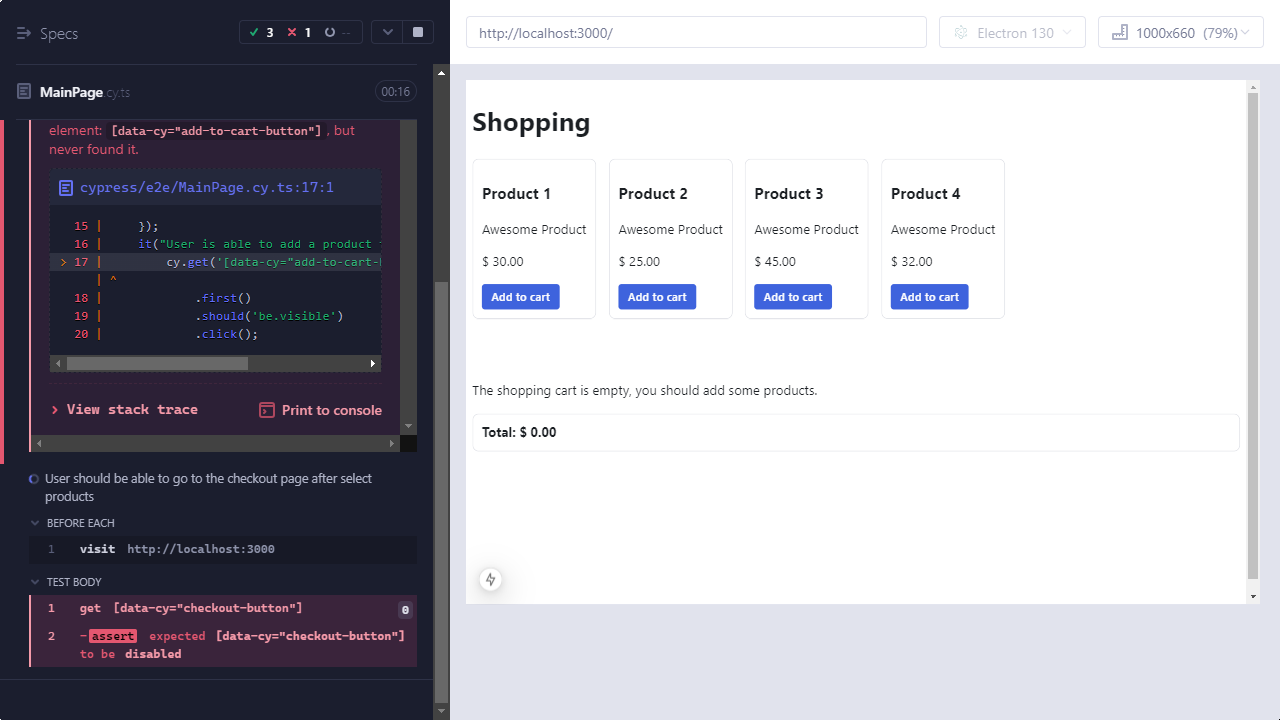 Specs
3
1
--
MainPage.cy.ts
00:16
element: [data-cy="add-to-cart-button"] , but
never found it.
cypress/e2e/MainPage.cy.ts:17:1
15 | });
16 | it("User is able to add a product
> 17 | cy.get('[data-cy="add-to-cart-
| ^
18 | .first()
19 | .should('be.visible')
20 | .click();
View stack trace
Print to console
User should be able to go to the checkout page after select
products
BEFORE EACH
1 visit http://localhost:3000
TEST BODY
1 get [data-cy="checkout-button"] 0
2 -assert expected [data-cy="checkout-button"]
to be disabled
http://localhost:3000/
Electron 130
1000x660 (79%)
Shopping
Product 1
Awesome Product
$ 30.00
Add to cart
Product 2
Awesome Product
$ 25.00
Add to cart
Product 3
Awesome Product
$ 45.00
Add to cart
Product 4
Awesome Product
$ 32.00
Add to cart
The shopping cart is empty, you should add some products.
Total: $ 0.00